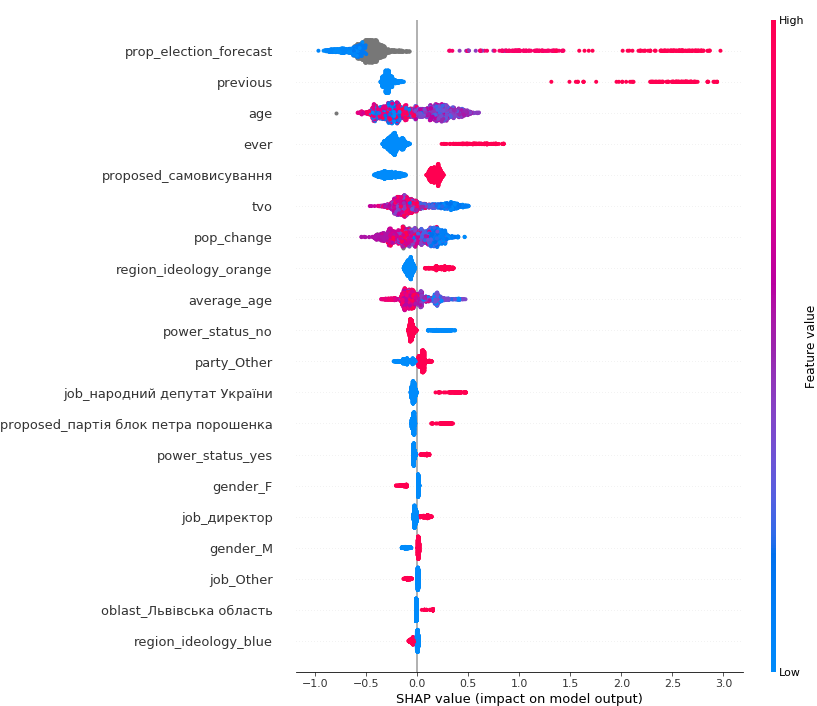 High
prop_election_forecast
previous
age
ever
proposed_самовисування
tvo
pop_change
region_ideology_orange
average_age
power_status_no
party_Other
job_народний депутат України
proposed_партія блок петра порошенка
power_status_yes
gender_F
job_директор
gender_M
job_Other
oblast_Львівська область
region_ideology_blue
Feature value
Low
−1.0 −0.5 0.0 0.5 1.0 1.5 2.0 2.5 3.0
SHAP value (impact on model output)